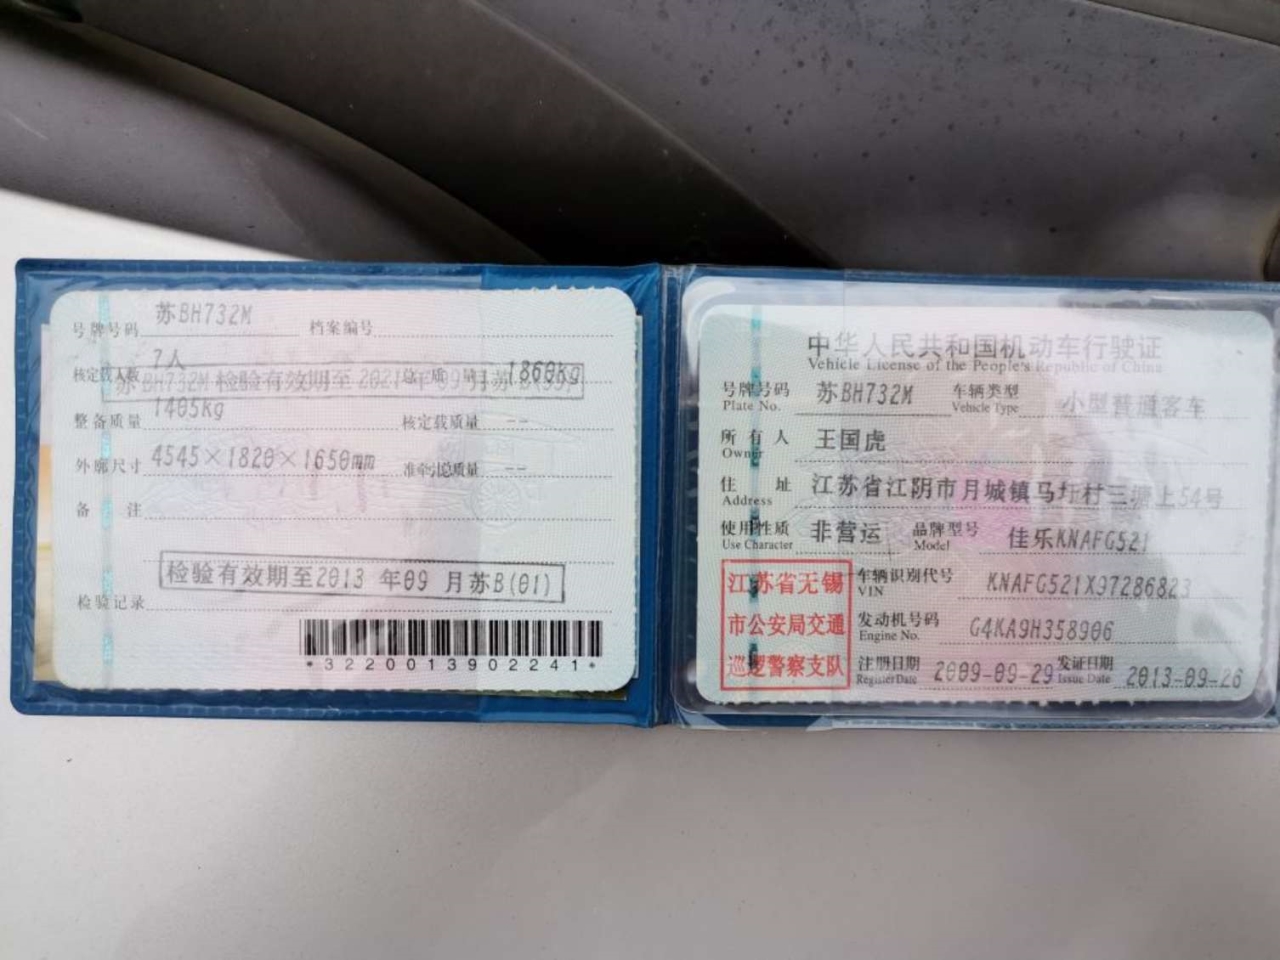 号牌号码 苏BH732M 档案编号
核定载人数 7人 总质量 1860kg
苏BH732M 检验有效期至 2021年09月苏B(99)
整备质量 1405kg 核定载质量 --
外廓尺寸 4545×1820×1650mm 准牵引总质量 --
备注
检验有效期至2013 年09 月苏B(01)
检验记录
*3220013902241*
中华人民共和国机动车行驶证
Vehicle License of the People's Republic of China
号牌号码 苏BH732M 车辆类型 小型普通客车
Plate No. Vehicle Type
所有人 王国虎
Owner
住址 江苏省江阴市月城镇马圩村三塘上54号
Address
使用性质 非营运 品牌型号 佳乐KNAFG521
Use Character Model
江苏省无锡
市公安局交通
巡逻警察支队
车辆识别代号 KNAFG521X97286823
VIN
发动机号码 G4KA9H358906
Engine No.
注册日期 2009-09-29 发证日期 2013-09-26
Register Date Issue Date